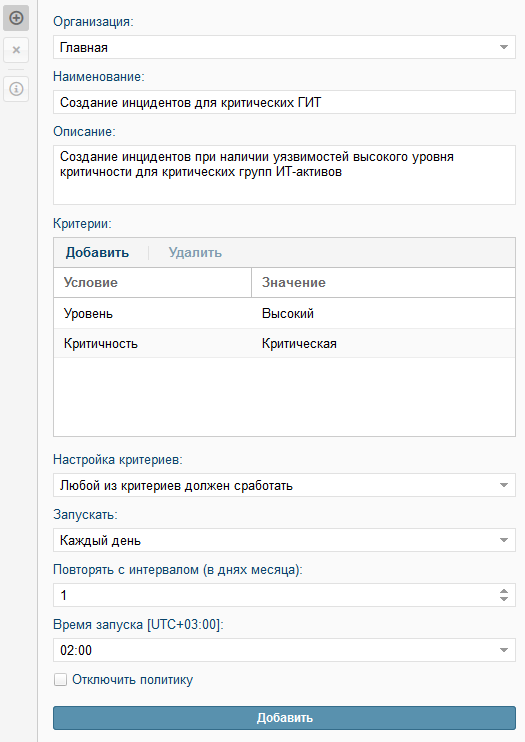 Организация:
Главная
Наименование:
Создание инцидентов для критических ГИТ
Описание:
Создание инцидентов при наличии уязвимостей высокого уровня
критичности для критических групп ИТ-активов
Критерии:
Добавить Удалить
Условие Значение
Уровень Высокий
Критичность Критическая
Настройка критериев:
Любой из критериев должен сработать
Запускать:
Каждый день
Повторять с интервалом (в днях месяца):
1
Время запуска [UTC+03:00]:
02:00
Отключить политику
Добавить